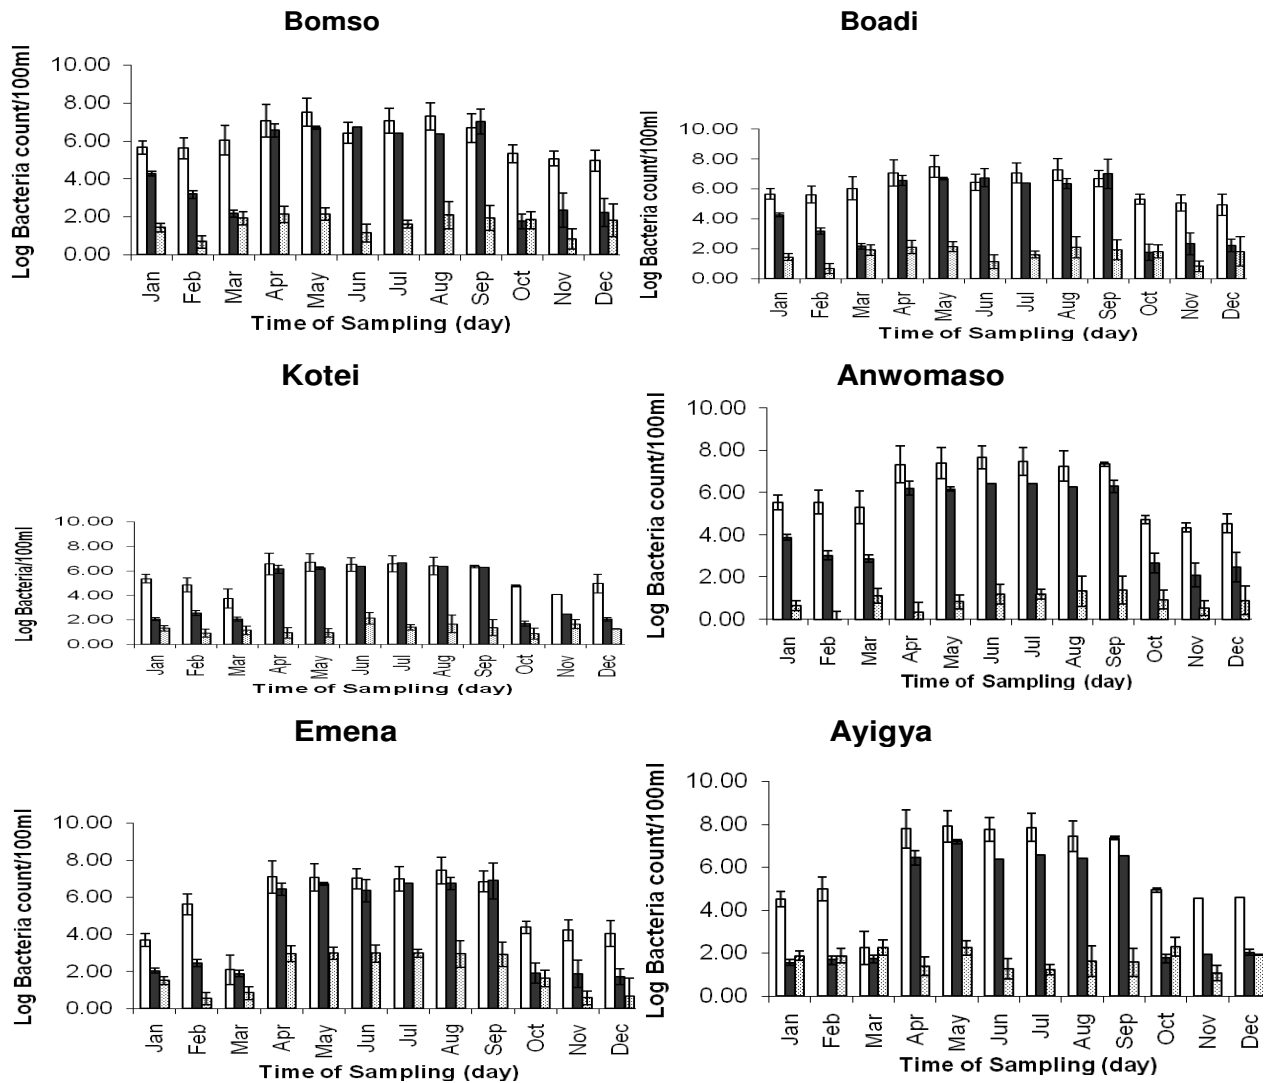 Bomso
Log Bacteria count/100ml
10.00
8.00
6.00
4.00
2.00
0.00
Jan Feb Mar Apr May Jun Jul Aug Sep Oct Nov Dec
Time of Sampling (day)
Boadi
Log Bacteria count/100ml
10.00
8.00
6.00
4.00
2.00
0
Jan Feb Mar Apr May Jun Jul Aug Sep Oct Nov Dec
Time of Sampling (day)
Kotei
Log Bacteria/100ml
10.00
8.00
6.00
4.00
2.00
0.00
Jan Feb Mar Apr May Jun Jul Aug Sep Oct Nov Dec
Time of Sampling (day)
Anwomaso
Log Bacteria count/100ml
10.00
8.00
6.00
4.00
2.00
0.00
Jan Feb Mar Apr May Jun Jul Aug Sep Oct Nov Dec
Time of Sampling (day)
Emena
Log Bacteria count/100ml
10.00
8.00
6.00
4.00
2.00
0.00
Jan Feb Mar Apr May Jun Jul Aug Sep Oct Nov Dec
Time of Sampling (day)
Ayigya
Log Bacteria count/100ml
10.00
8.00
6.00
4.00
2.00
0.00
Jan Feb Mar Apr May Jun Jul Aug Sep Oct Nov Dec
Time of Sampling (day)